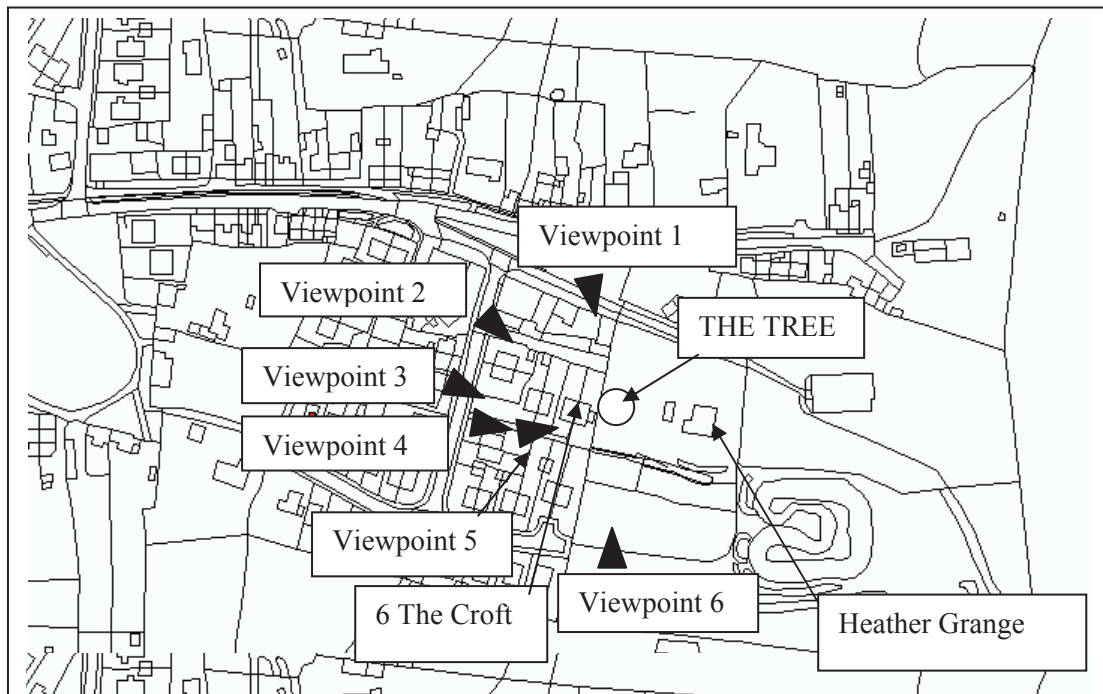 Viewpoint 1
Viewpoint 2
THE TREE
Viewpoint 3
Viewpoint 4
Viewpoint 5
6 The Croft
Viewpoint 6
Heather Grange